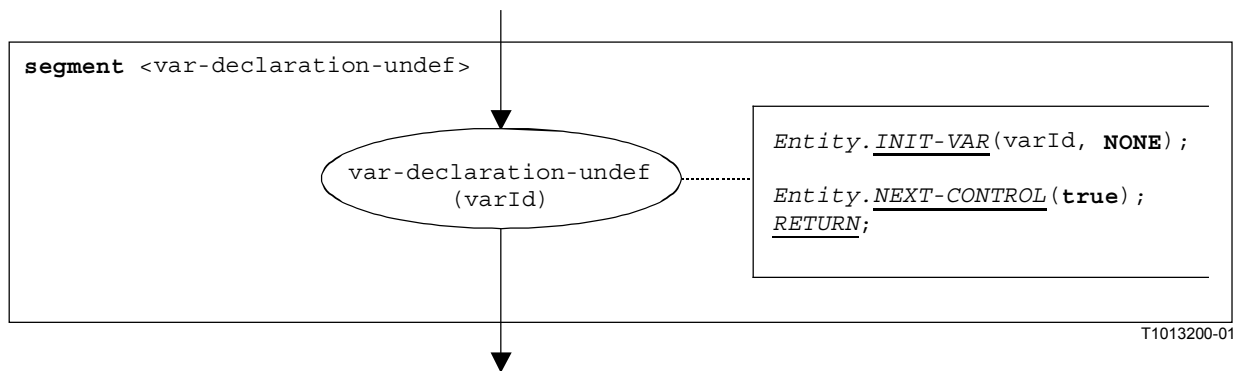 segment <var-declaration-undef>
var-declaration-undef
(varId)
Entity.INIT-VAR(varId, NONE);
Entity.NEXT-CONTROL(true);
RETURN;
T1013200-01